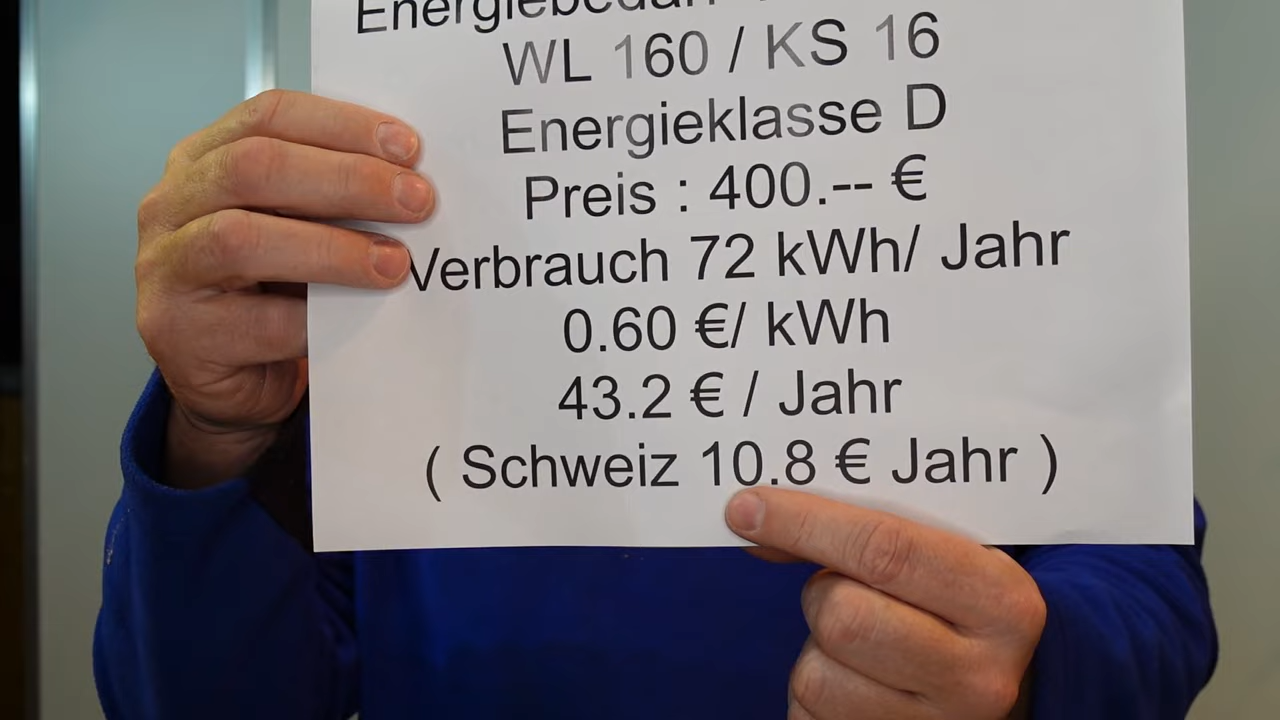 Energiebedarf
WL 160 / KS 16
Energieklasse D
Preis : 400.-- €
Verbrauch 72 kWh/ Jahr
0.60 €/ kWh
43.2 € / Jahr
( Schweiz 10.8 € Jahr )